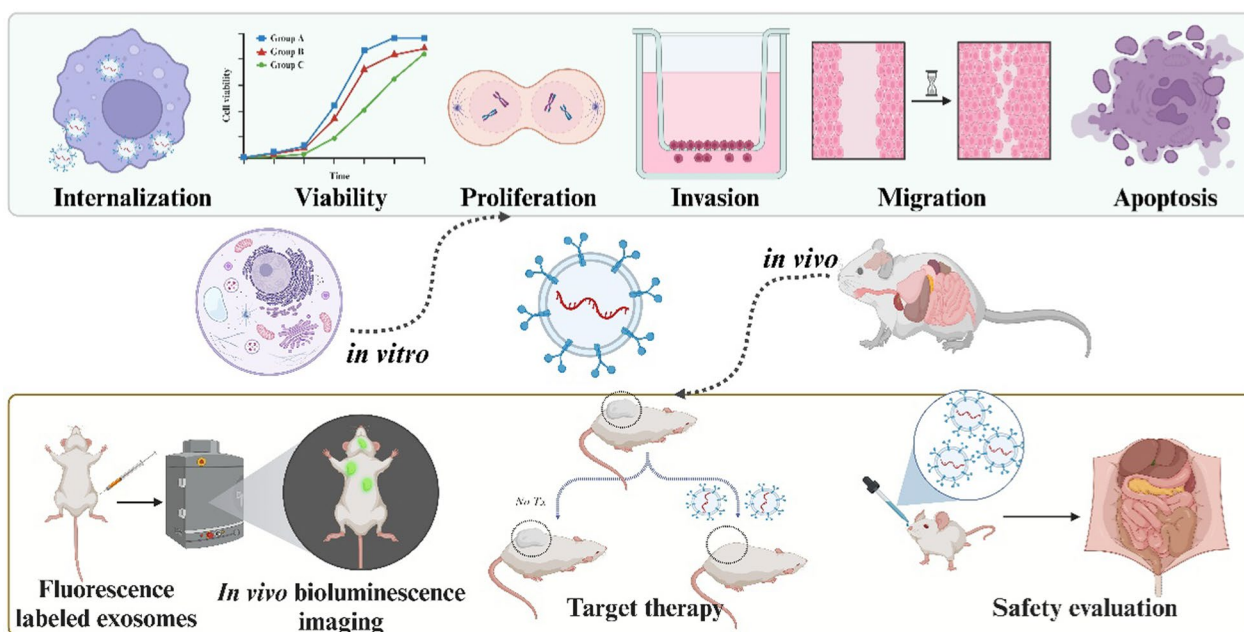 Group A
Group B
Group C
Cell viability
Time
Internalization
Viability
Proliferation
Invasion
Migration
Apoptosis
in vitro
in vivo
No Tx
Fluorescence
labeled exosomes
In vivo bioluminescence
imaging
Target therapy
Safety evaluation